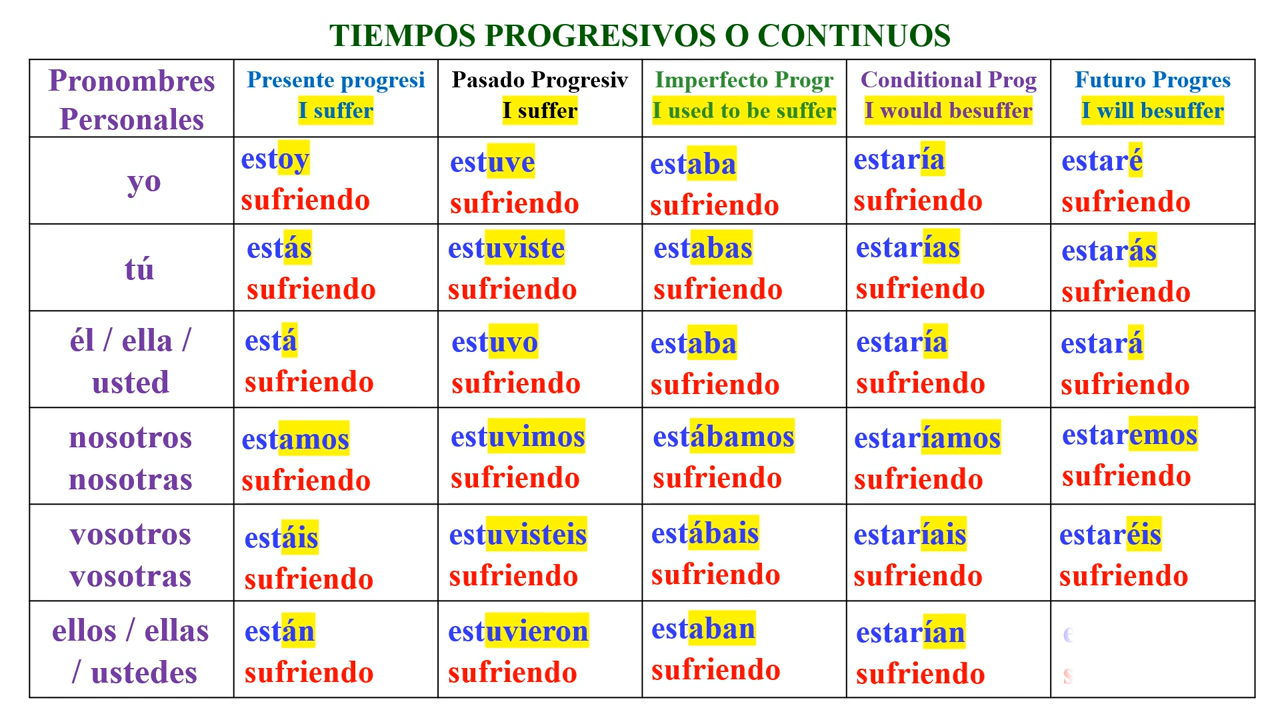 TIEMPOS PROGRESIVOS O CONTINUOS
Pronombres Personales
Presente progresi
I suffer
Pasado Progresiv
I suffer
Imperfecto Progr
I used to be suffer
Conditional Prog
I would besuffer
Futuro Progres
I will besuffer
yo
estoy
sufriendo
estuve
sufriendo
estaba
sufriendo
estaría
sufriendo
estaré
sufriendo
tú
estás
sufriendo
estuviste
sufriendo
estabas
sufriendo
estarías
sufriendo
estarás
sufriendo
él / ella /
usted
está
sufriendo
estuvo
sufriendo
estaba
sufriendo
estaría
sufriendo
estará
sufriendo
nosotros
nosotras
estamos
sufriendo
estuvimos
sufriendo
estábamos
sufriendo
estaríamos
sufriendo
estaremos
sufriendo
vosotros
vosotras
estáis
sufriendo
estuvisteis
sufriendo
estábais
sufriendo
estaríais
sufriendo
estaréis
sufriendo
ellos / ellas
/ ustedes
están
sufriendo
estuvieron
sufriendo
estaban
sufriendo
estarían
sufriendo